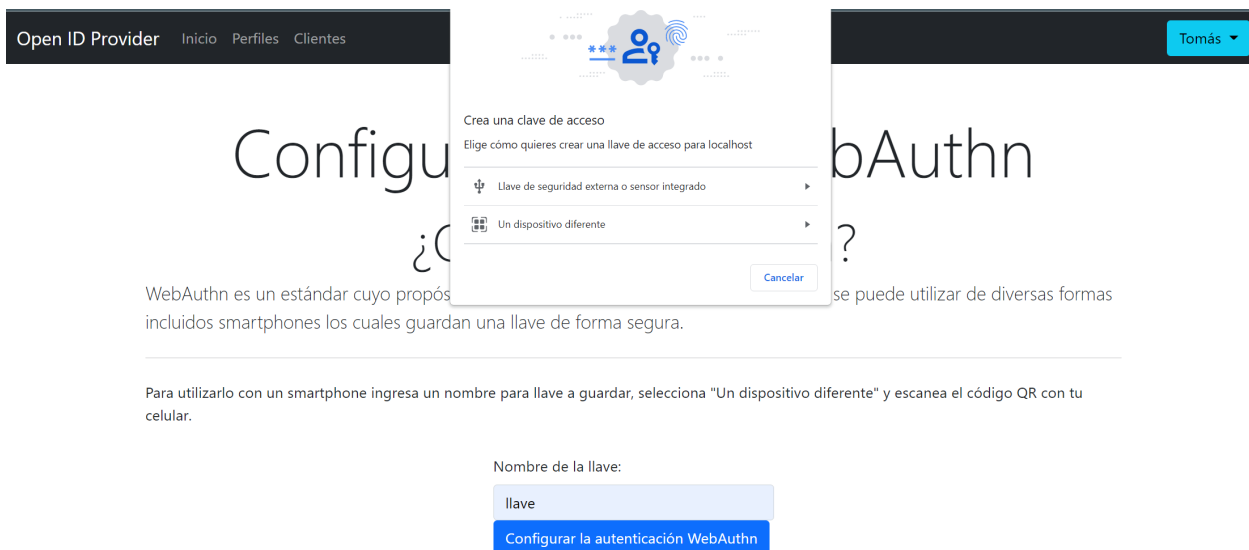 Open ID Provider Inicio Perfiles Clientes Tomás
***
Crea una clave de acceso
Elige cómo quieres crear una llave de acceso para localhost
Llave de seguridad externa o sensor integrado
Un dispositivo diferente
Cancelar
Configu bAuthn
¿ ?
WebAuthn es un estándar cuyo propós se puede utilizar de diversas formas
incluidos smartphones los cuales guardan una llave de forma segura.
Para utilizarlo con un smartphone ingresa un nombre para llave a guardar, selecciona "Un dispositivo diferente" y escanea el código QR con tu
celular.
Nombre de la llave:
llave
Configurar la autenticación WebAuthn